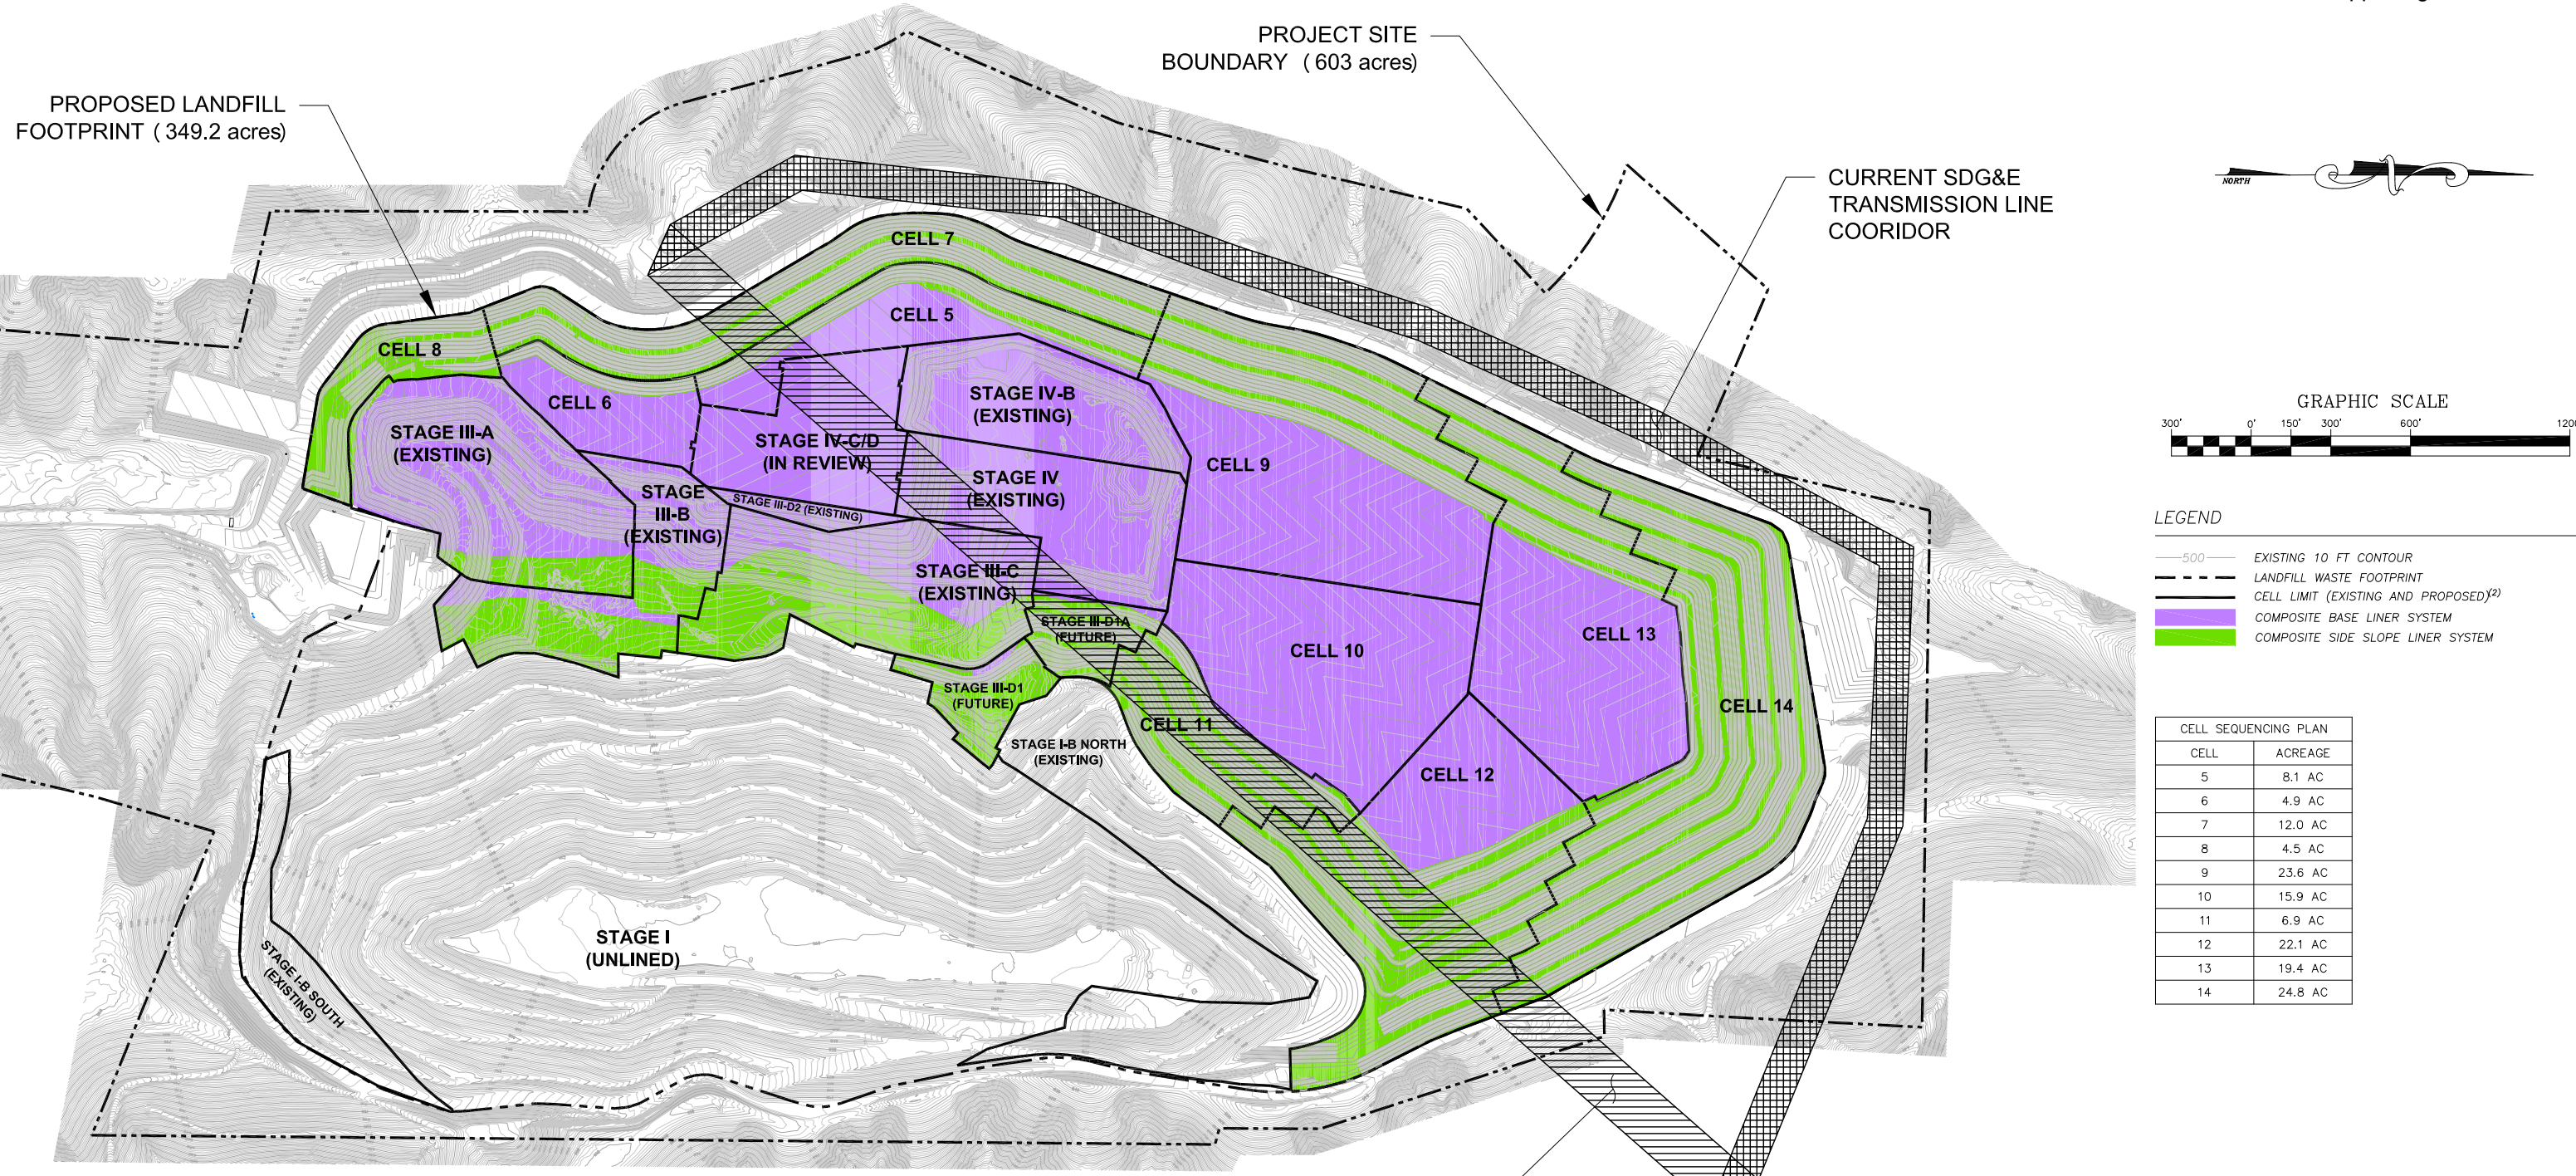 PROJECT SITE
BOUNDARY ( 603 acres)
PROPOSED LANDFILL
FOOTPRINT ( 349.2 acres)
CURRENT SDG&E
TRANSMISSION LINE
COORIDOR
NORTH
CELL 7
CELL 5
CELL 8
CELL 6
STAGE III-A
(EXISTING)
STAGE IV-B
(EXISTING)
STAGE IV-C/D
(IN REVIEW)
CELL 9
STAGE IV
(EXISTING)
STAGE
III-B
(EXISTING)
STAGE III-D2 (EXISTING)
STAGE III-C
(EXISTING)
STAGE III-D1A
(FUTURE)
CELL 10
CELL 13
STAGE III-D1
(FUTURE)
CELL 11
CELL 14
STAGE I-B NORTH
(EXISTING)
CELL 12
STAGE I
(UNLINED)
STAGE I-B SOUTH
(EXISTING)
GRAPHIC SCALE
300' 0' 150' 300' 600'
LEGEND
500 EXISTING 10 FT CONTOUR
LANDFILL WASTE FOOTPRINT
CELL LIMIT (EXISTING AND PROPOSED)(2)
COMPOSITE BASE LINER SYSTEM
COMPOSITE SIDE SLOPE LINER SYSTEM
CELL SEQUENCING PLAN
CELL ACREAGE
5 8.1 AC
6 4.9 AC
7 12.0 AC
8 4.5 AC
9 23.6 AC
10 15.9 AC
11 6.9 AC
12 22.1 AC
13 19.4 AC
14 24.8 AC